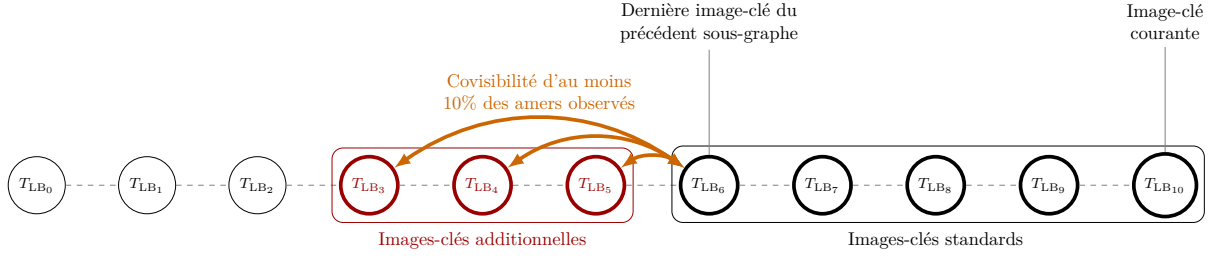 Dernière image-clé du
précédent sous-graphe
Image-clé
courante
Covisibilité d'au moins
10% des amers observés
T_LB₀ T_LB₁ T_LB₂ T_LB₃ T_LB₄ T_LB₅ T_LB₆ T_LB₇ T_LB₈ T_LB₉ T_LB₁₀
Images-clés additionnelles
Images-clés standards